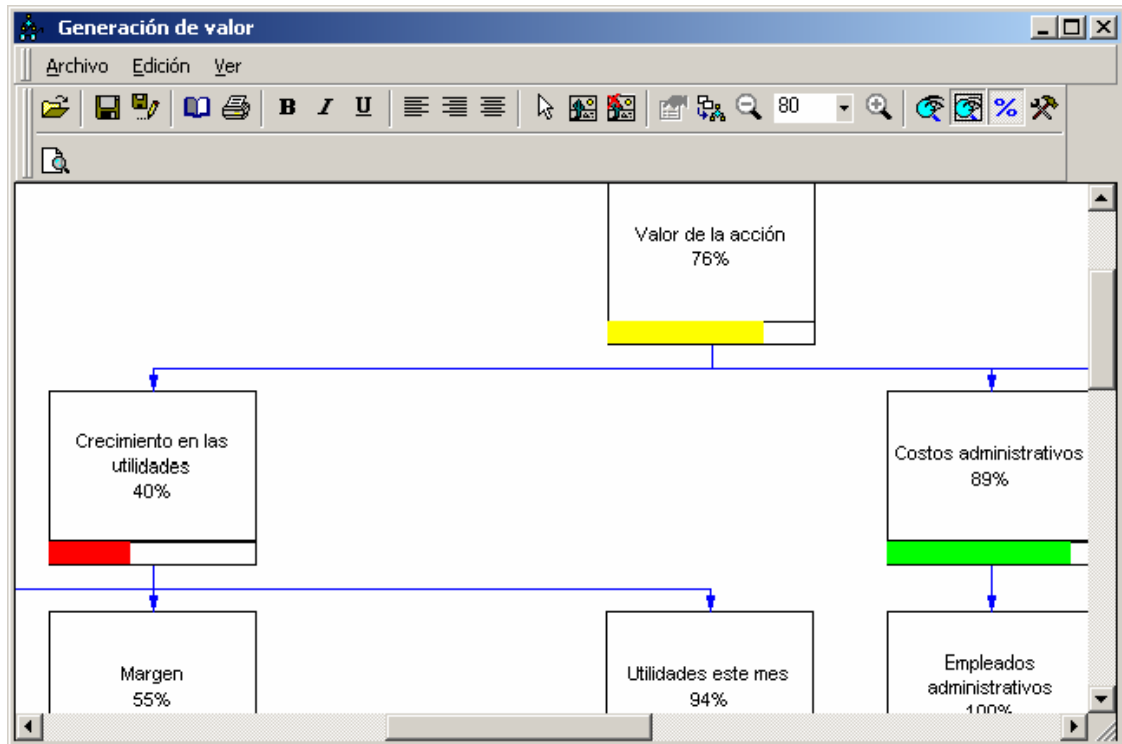 Generación de valor
Archivo Edición Ver
B I U 80 %
Valor de la acción
76%
Crecimiento en las
utilidades
40%
Costos administrativos
89%
Margen
55%
Utilidades este mes
94%
Empleados
administrativos
100%